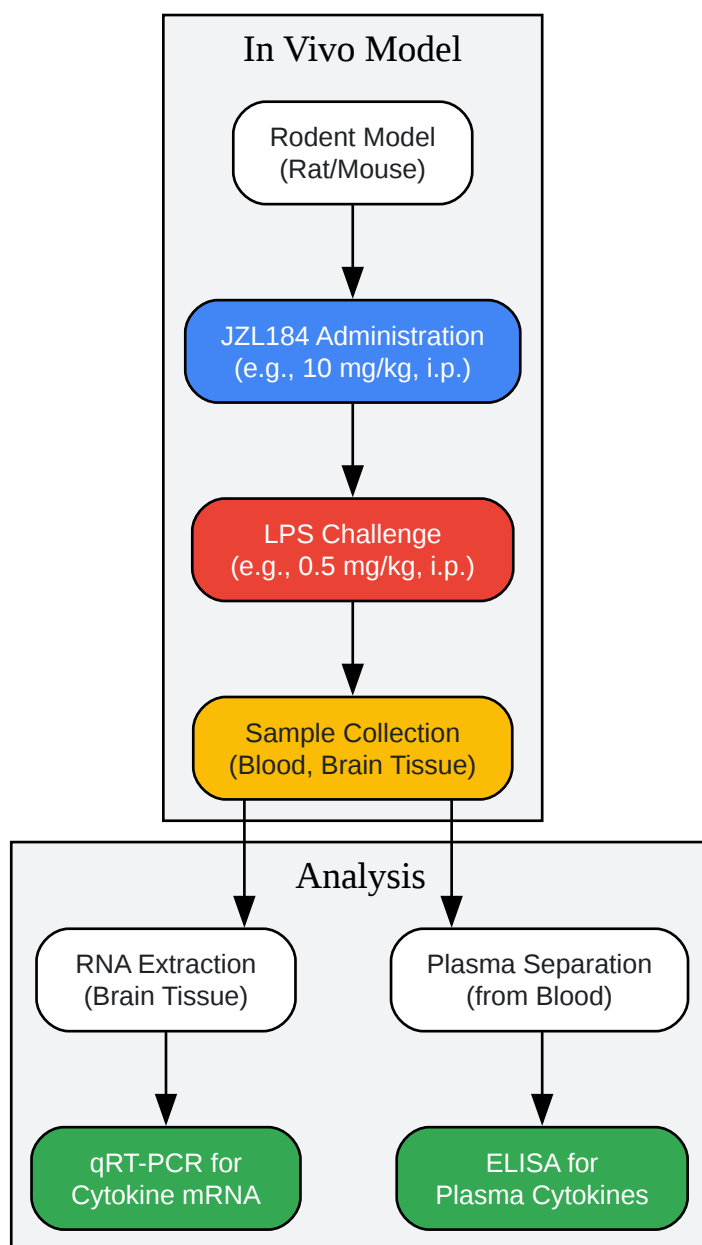 In Vivo Model
Rodent Model
(Rat/Mouse)
JZL184 Administration
(e.g., 10 mg/kg, i.p.)
LPS Challenge
(e.g., 0.5 mg/kg, i.p.)
Sample Collection
(Blood, Brain Tissue)
Analysis
RNA Extraction
(Brain Tissue)
Plasma Separation
(from Blood)
qRT-PCR for
Cytokine mRNA
ELISA for
Plasma Cytokines